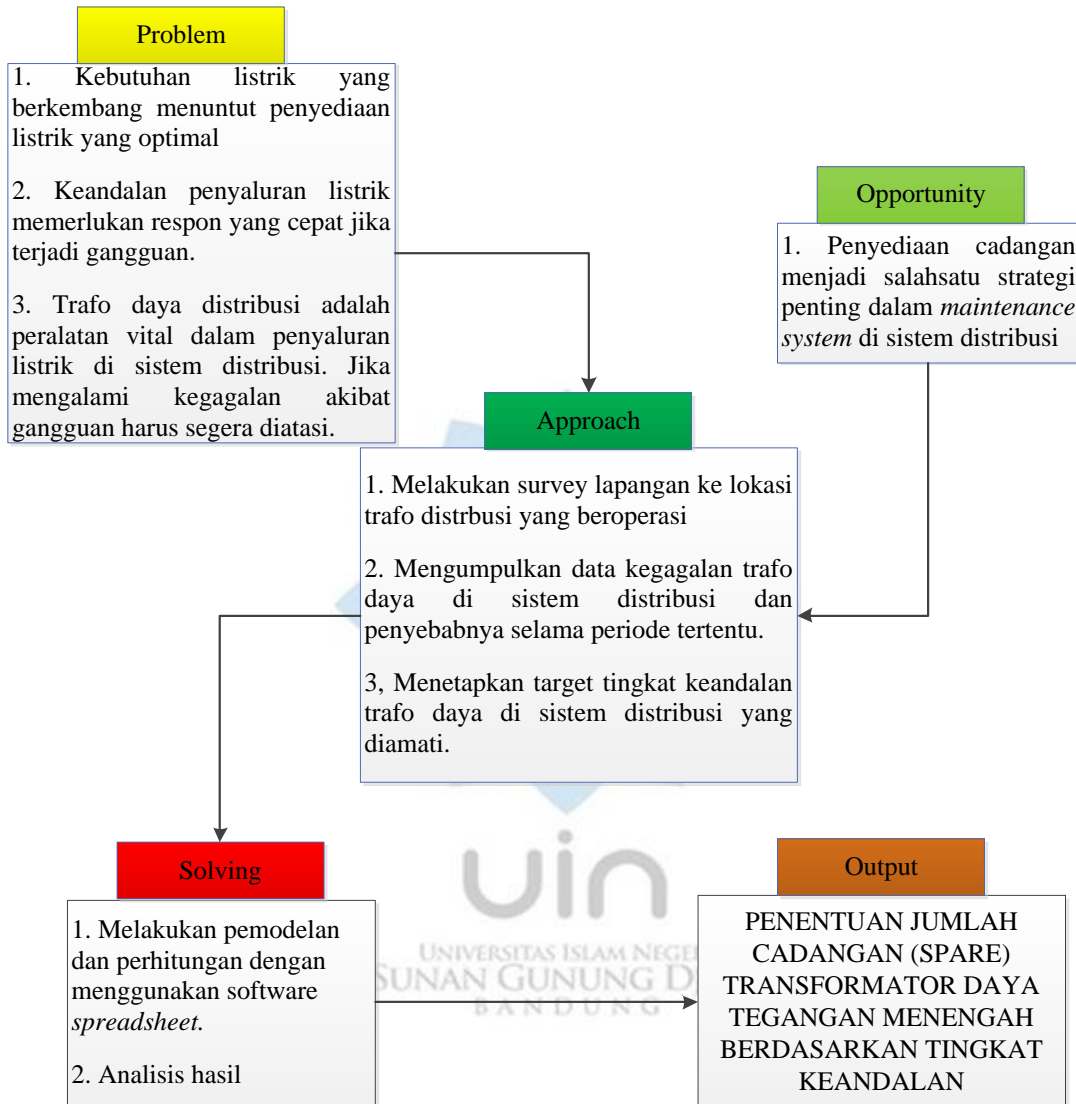 Problem
1. Kebutuhan listrik yang
berkembang menuntut penyediaan
listrik yang optimal
2. Keandalan penyaluran listrik
memerlukan respon yang cepat jika
terjadi gangguan.
3. Trafo daya distribusi adalah
peralatan vital dalam penyaluran
listrik di sistem distribusi. Jika
mengalami kegagalan akibat
gangguan harus segera diatasi.
Opportunity
1. Penyediaan cadangan
menjadi salahsatu strategi
penting dalam maintenance
system di sistem distribusi
Approach
1. Melakukan survey lapangan ke lokasi
trafo distrbusi yang beroperasi
2. Mengumpulkan data kegagalan trafo
daya di sistem distribusi dan
penyebabnya selama periode tertentu.
3, Menetapkan target tingkat keandalan
trafo daya di sistem distribusi yang
diamati.
Solving
1. Melakukan pemodelan
dan perhitungan dengan
menggunakan software
spreadsheet.
2. Analisis hasil
uin
UNIVERSITAS ISLAM
SUNAN GUNUNG
BANDUNG
Output
PENENTUAN JUMLAH
CADANGAN (SPARE)
TRANSFORMATOR DAYA
TEGANGAN MENENGAH
BERDASARKAN TINGKAT
KEANDALAN